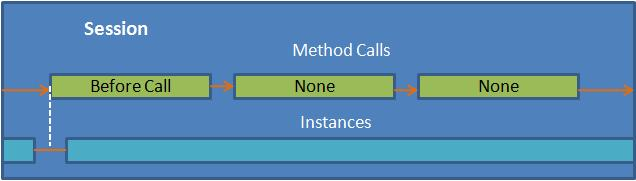 Session
Method Calls
Before Call
None
None
Instances